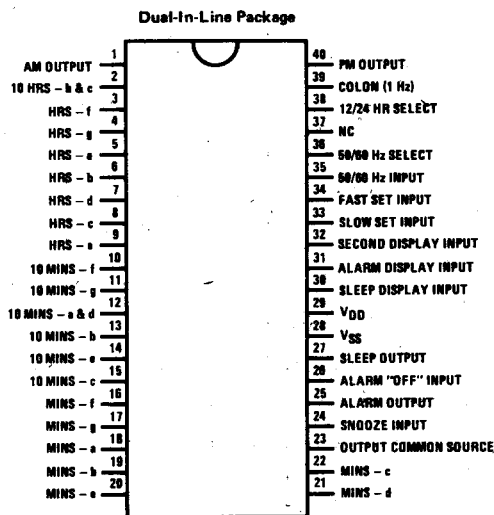 Dual-In-Line Package
AM OUTPUT 1
10 HRS – b & c 2
HRS – f 3
HRS – g 4
HRS – a 5
HRS – b 6
HRS – d 7
HRS – c 8
HRS – e 9
10 MINS – f 10
10 MINS – g 11
10 MINS – a & d 12
10 MINS – b 13
10 MINS – e 14
10 MINS – c 15
MINS – f 16
MINS – g 17
MINS – a 18
MINS – b 19
MINS – e 20
40 PM OUTPUT
39 COLON (1 Hz)
38 12/24 HR SELECT
37 NC
36 50/60 Hz SELECT
35 50/60 Hz INPUT
34 FAST SET INPUT
33 SLOW SET INPUT
32 SECOND DISPLAY INPUT
31 ALARM DISPLAY INPUT
30 SLEEP DISPLAY INPUT
29 VDD
28 VSS
27 SLEEP OUTPUT
26 ALARM "OFF" INPUT
25 ALARM OUTPUT
24 SNOOZE INPUT
23 OUTPUT COMMON SOURCE
22 MINS – c
21 MINS – d